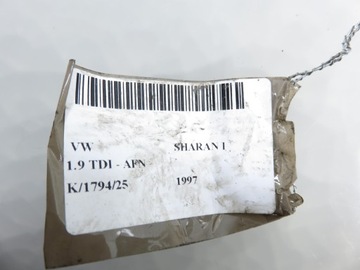 VW SHARAN I
1.9 TDI - AFN
K/1794/25 1997